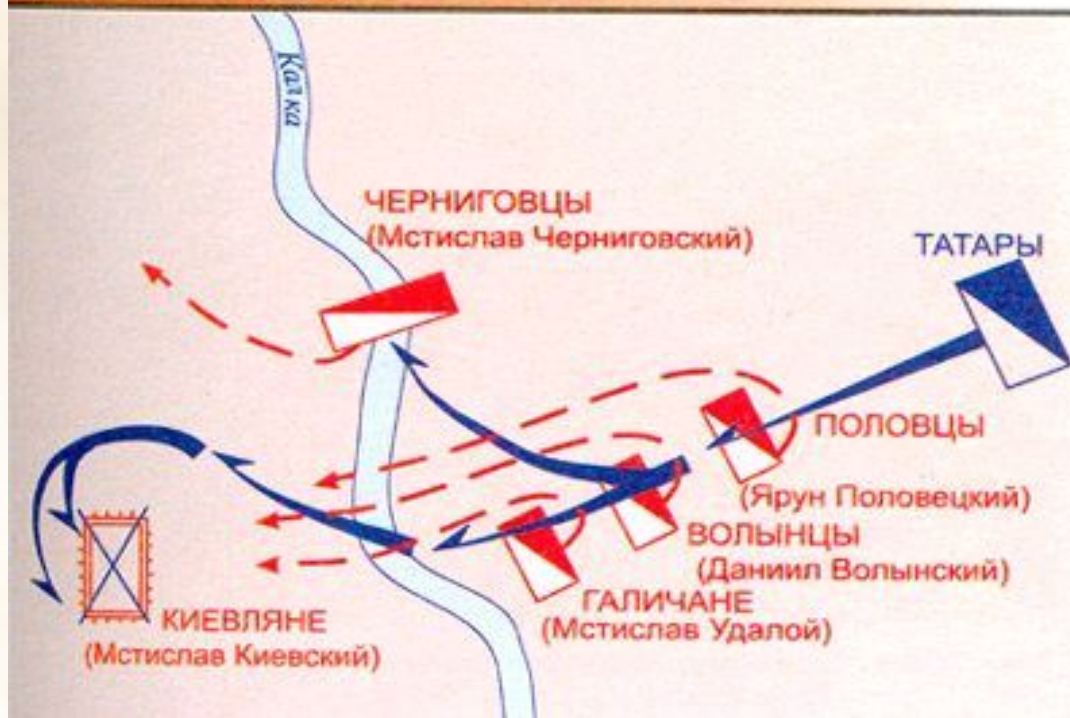 Калка
ЧЕРНИГОВЦЫ
(Мстислав Черниговский)
ТАТАРЫ
ПОЛОВЦЫ
(Ярун Половецкий)
ВОЛЫНЦЫ
(Даниил Волынский)
ГАЛИЧАНЕ
(Мстислав Удалой)
КИЕВЛЯНЕ
(Мстислав Киевский)